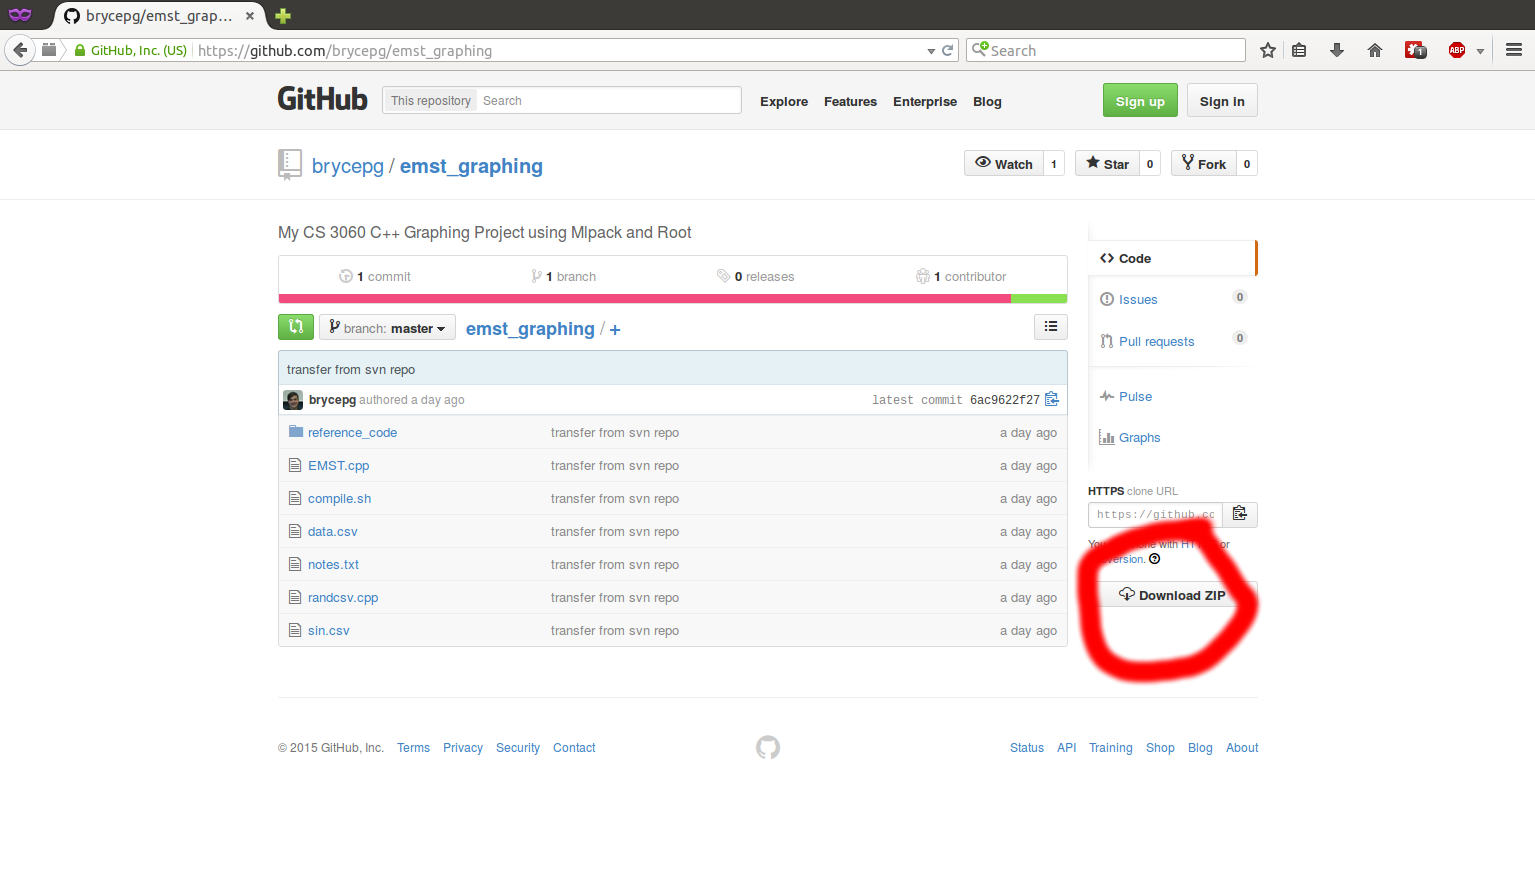 brycepg/emst_grap...
GitHub, Inc. (US) https://github.com/brycepg/emst_graphing
Search
1
ABP
GitHub
This repository Search
Explore Features Enterprise Blog
Sign up Sign in
brycepg / emst_graphing
Watch 1 Star 0 Fork 0
My CS 3060 C++ Graphing Project using Mlpack and Root
1 commit 1 branch 0 releases 1 contributor
branch: master emst_graphing / +
transfer from svn repo
brycepg authored a day ago latest commit 6ac9622f27
reference_code transfer from svn repo a day ago
EMST.cpp transfer from svn repo a day ago
compile.sh transfer from svn repo a day ago
data.csv transfer from svn repo a day ago
notes.txt transfer from svn repo a day ago
randcsv.cpp transfer from svn repo a day ago
sin.csv transfer from svn repo a day ago
Code
Issues 0
Pull requests 0
Pulse
Graphs
HTTPS clone URL
https://github.cc
with or
Download ZIP
© 2015 GitHub, Inc. Terms Privacy Security Contact
Status API Training Shop Blog About